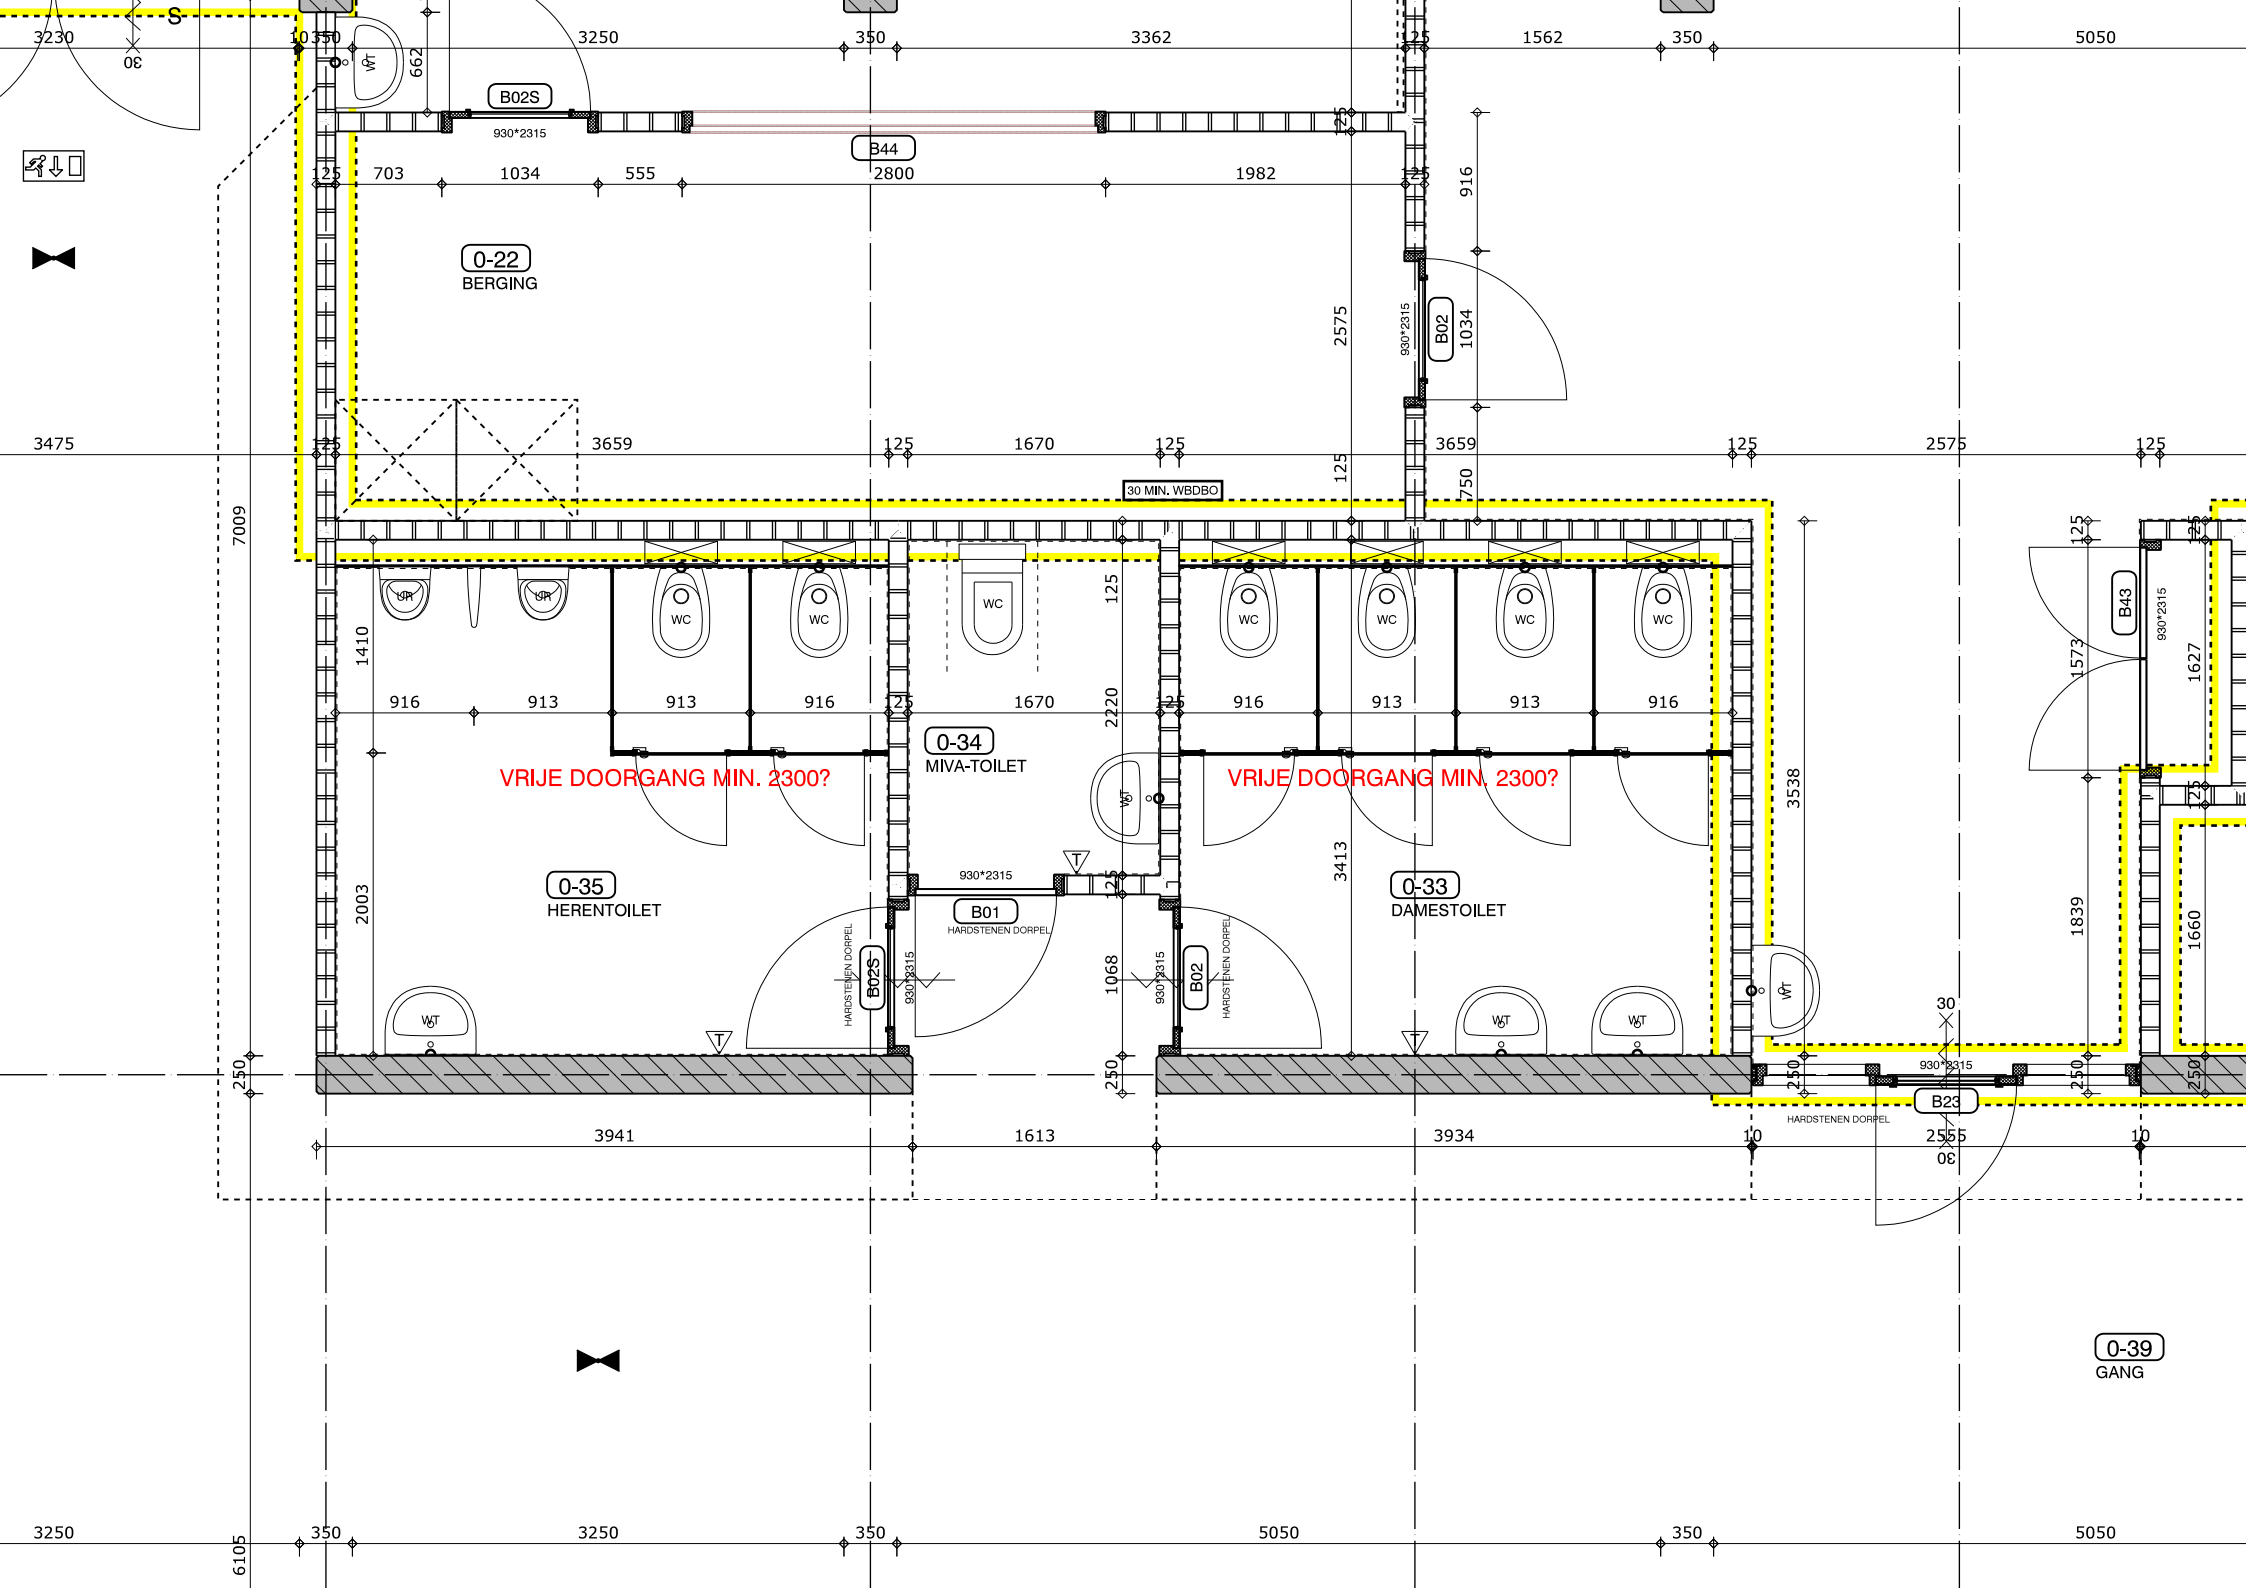 S
3230
10
350
3250
350
3362
125
1562
350
5050
30
WT
662
B02S
930*2315
B44
125
125
703
1034
555
2800
1982
125
916
0-22
BERGING
2575
930*2315
B02
1034
3475
125
3659
125
1670
125
3659
125
2575
125
125
750
30 MIN. WBDBO
7009
125
125
UR
UR
WC
WC
WC
WC
WC
WC
WC
125
B43
930*2315
1410
1573
1627
916
913
913
916
125
1670
125
916
913
913
916
2220
0-34
MIVA-TOILET
VRIJE DOORGANG MIN. 2300?
VRIJE DOORGANG MIN. 2300?
WT
3538
125
T
3413
930*2315
125
0-35
HERENTOILET
0-33
DAMESTOILET
2003
B01
HARDSTENEN DORPEL
HARDSTENEN DORPEL
B02S
930*2315
1068
930*2315
B02
HARDSTENEN DORPEL
1839
1660
WT
WT
WT
WT
T
T
30
250
250
250
930*2315
250
250
B23
HARDSTENEN DORPEL
3941
1613
3934
10
2555
10
30
0-39
GANG
3250
350
3250
350
5050
350
5050
6105